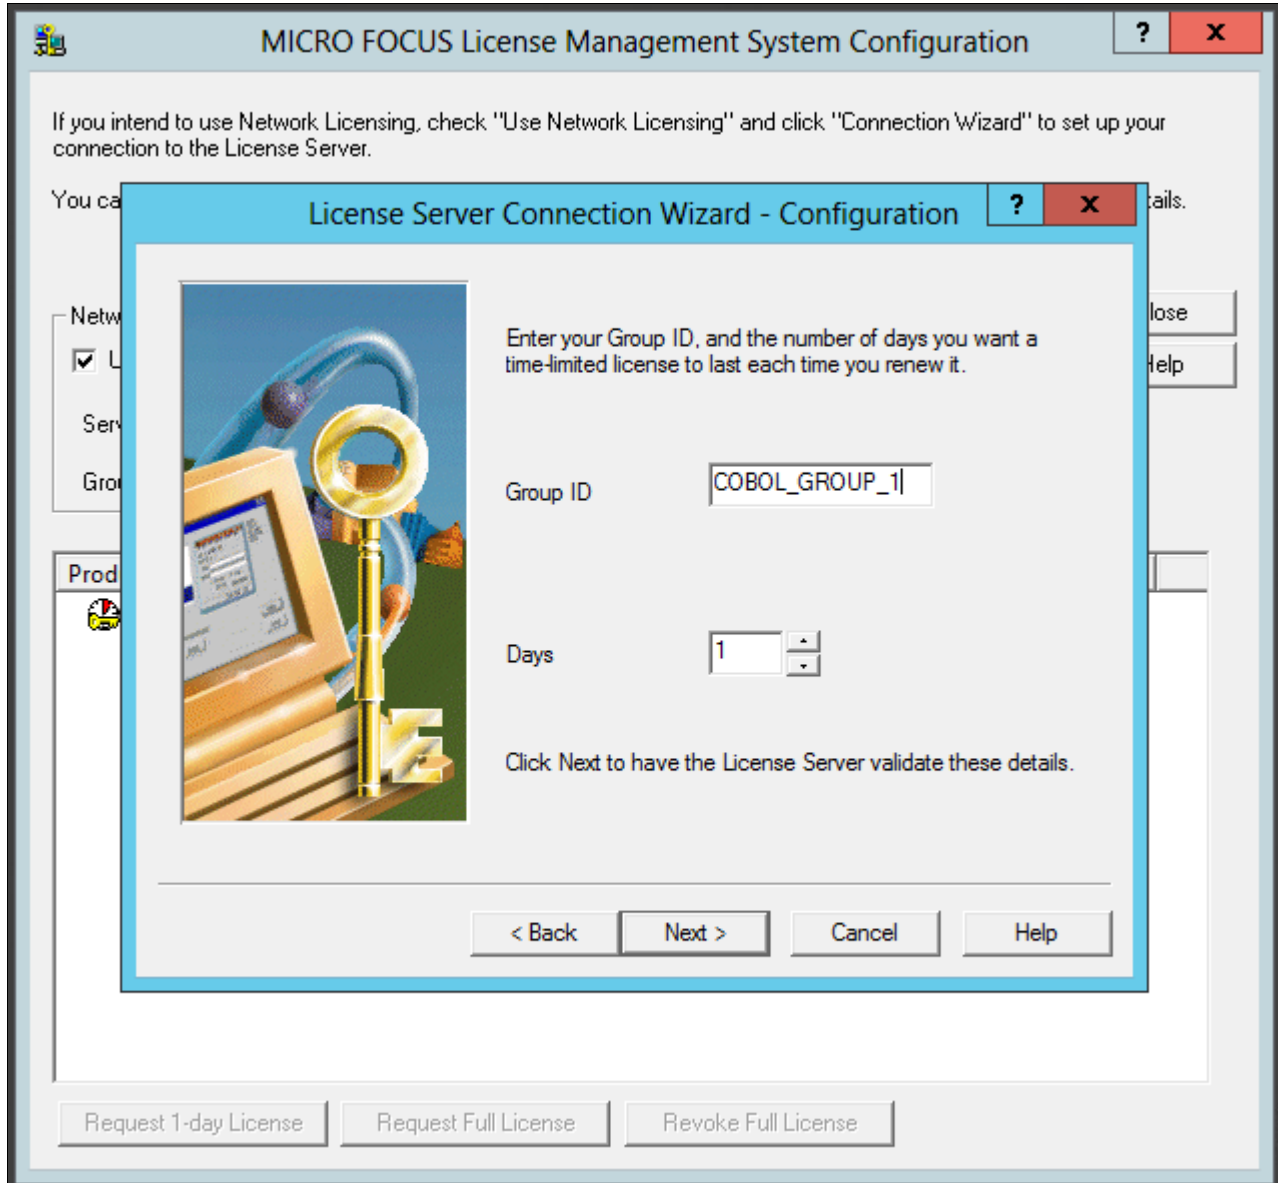 MICRO FOCUS License Management System Configuration
?
x
If you intend to use Network Licensing, check "Use Network Licensing" and click "Connection Wizard" to set up your
connection to the License Server.
You ca
tails.
License Server Connection Wizard - Configuration
?
x
Netw
lose
Enter your Group ID, and the number of days you want a
time-limited license to last each time you renew it.
Help
Serv
Grou
Group ID
COBOL_GROUP_1
Prod
Days
1
Click Next to have the License Server validate these details.
< Back
Next >
Cancel
Help
Request 1-day License
Request Full License
Revoke Full License